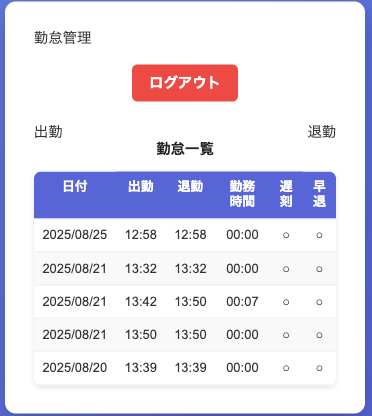 勤怠管理
ログアウト
出勤 退勤
勤怠一覧
日付 出勤 退勤 勤務時間 遅刻 早退
2025/08/25 12:58 12:58 00:00 ○ ○
2025/08/21 13:32 13:32 00:00 ○ ○
2025/08/21 13:42 13:50 00:07 ○ ○
2025/08/21 13:50 13:50 00:00 ○ ○
2025/08/20 13:39 13:39 00:00 ○ ○